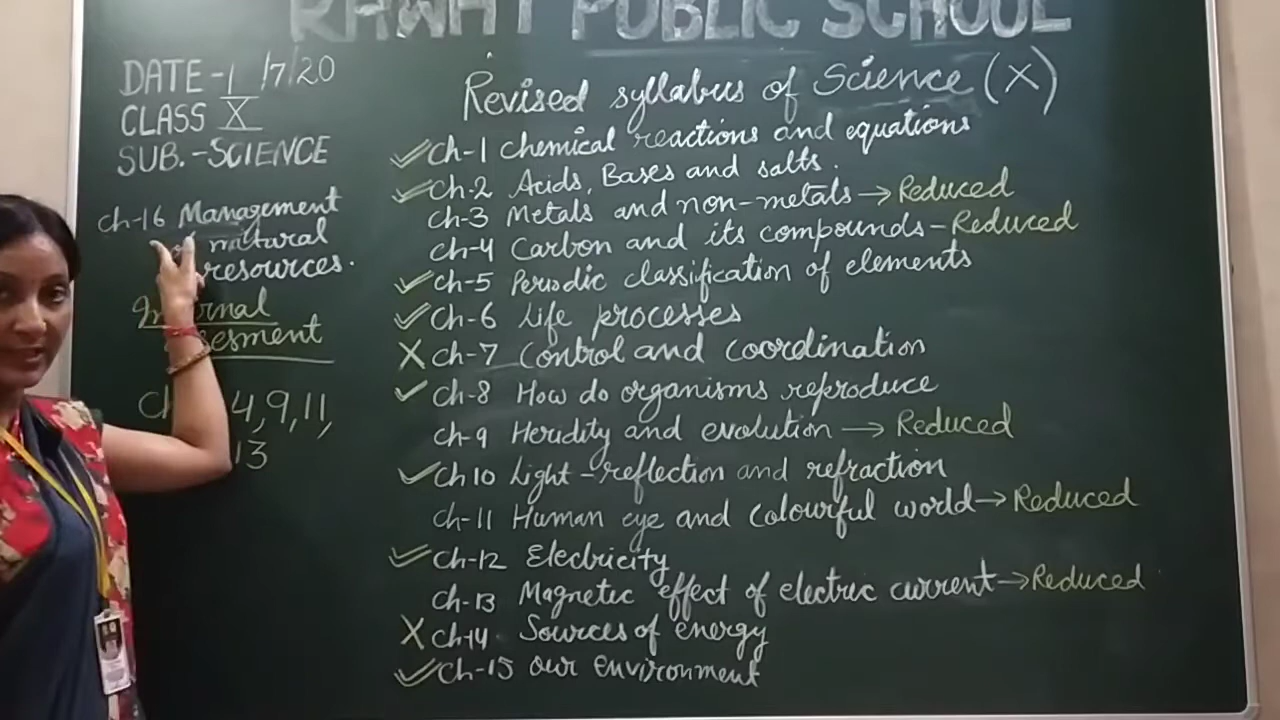 RAWAT PUBLIC SCHOOL
DATE - 1/7/20
CLASS X
SUB. - SCIENCE
ch-16 Management
of natural
resources.
ch 4, 9, 11,
13
Revised syllabus of Science (X)
✓ ch-1 Chemical reactions and equations
✓ ch-2 Acids, Bases and salts.
ch-3 Metals and non-metals → Reduced
ch-4 Carbon and its compounds - Reduced
✓ ch-5 Periodic classification of elements
✓ ch-6 Life processes
X ch-7 Control and coordination
✓ ch-8 How do organisms reproduce
ch-9 Heridity and evolution → Reduced
✓ Ch 10 Light - reflection and refraction
ch-11 Human eye and colourful world → Reduced
✓ Ch-12 Electricity
ch-13 Magnetic effect of electric current → Reduced
X Ch-14 Sources of energy
✓ Ch-15 Our Environment